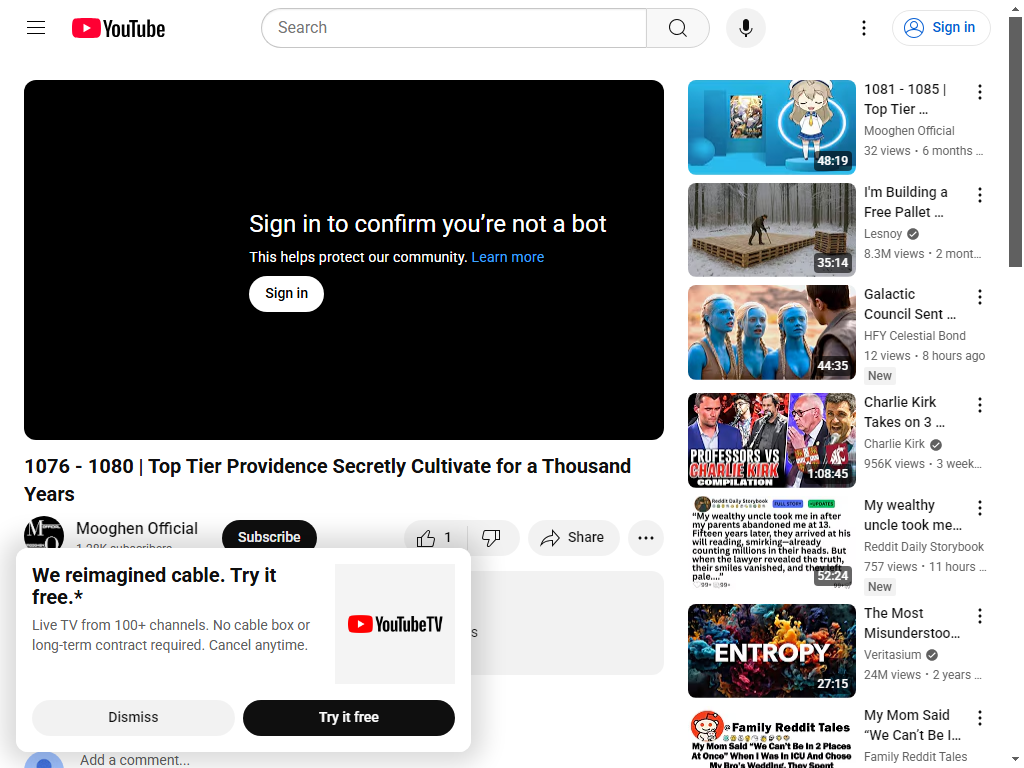 YouTube
Search
Sign in
Sign in to confirm you’re not a bot
This helps protect our community. Learn more
Sign in
1076 - 1080 | Top Tier Providence Secretly Cultivate for a Thousand
Years
Mooghen Official
Subscribe
1
Share
We reimagined cable. Try it
free.*
Live TV from 100+ channels. No cable box or
long-term contract required. Cancel anytime.
YouTubeTV
Dismiss
Try it free
Add a comment...
48:19
1081 - 1085 |
Top Tier ...
Mooghen Official
32 views • 6 months ...
35:14
I'm Building a
Free Pallet ...
Lesnoy
8.3M views • 2 mont...
44:35
Galactic
Council Sent ...
HFY Celestial Bond
12 views • 8 hours ago
New
PROFESSORS VS
CHARLIE KIRK
COMPILATION
1:08:45
Charlie Kirk
Takes on 3 ...
Charlie Kirk
956K views • 3 week...
Reddit Daily Storybook
FULL STORY
+UPDATES
“My wealthy uncle took me in after
my parents abandoned me at 13.
Fifteen years later, they arrived at his
will reading, smirking—already
counting millions in their heads. But
when the lawyer revealed the truth,
their smiles vanished, and they left
pale....”
52:24
My wealthy
uncle took me...
Reddit Daily Storybook
757 views • 11 hours ...
New
ENTROPY
27:15
The Most
Misunderstoo...
Veritasium
24M views • 2 years ...
Family Reddit Tales
My Mom Said “We Can’t Be In 2 Places
At Once” When I Was In ICU And Chose
My Bro’s Wedding. They Spent
My Mom Said
“We Can’t Be I...
Family Reddit Tales